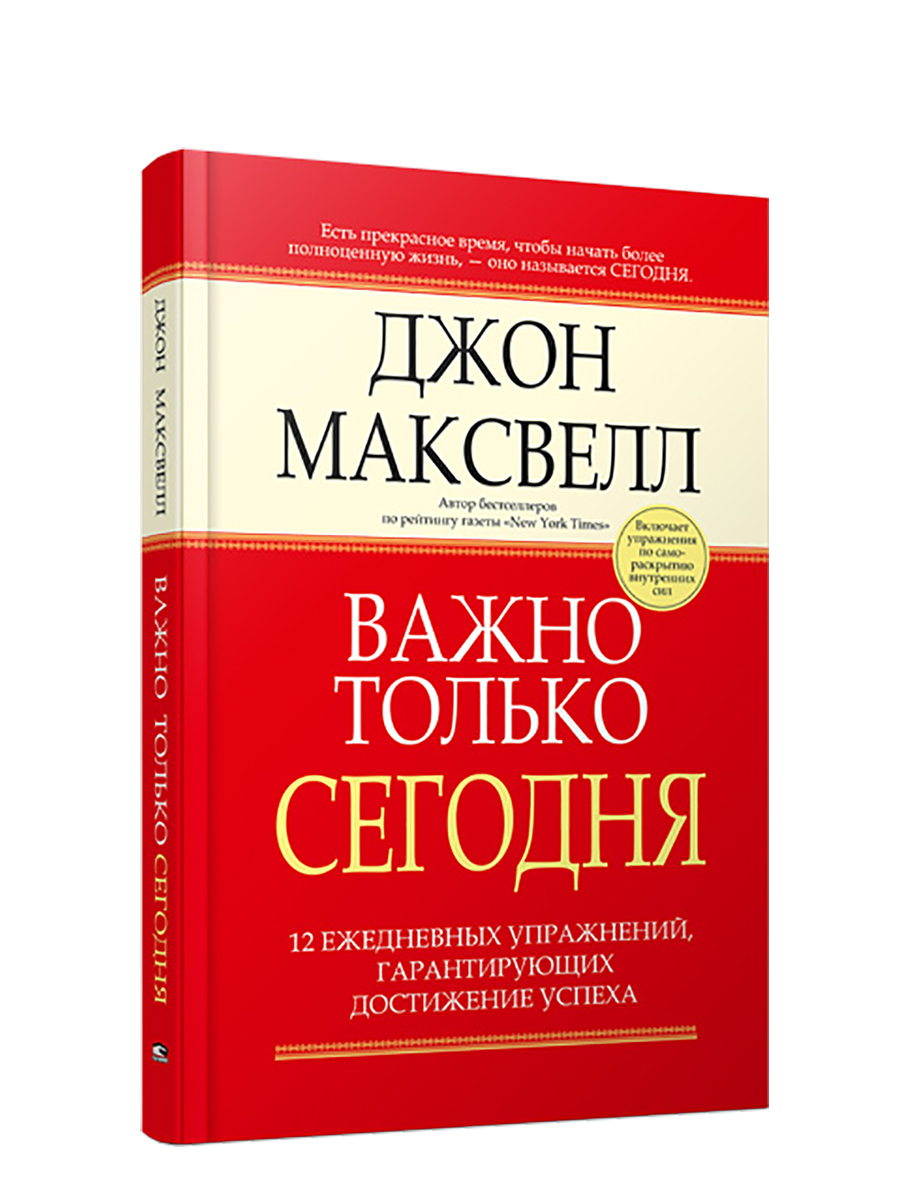 Есть прекрасное время, чтобы начать более
полноценную жизнь, — оно называется СЕГОДНЯ.
ДЖОН
МАКСВЕЛЛ
Автор бестселлеров
по рейтингу газеты «New York Times»
Включает
упражнения
по само-
раскрытию
внутренних
сил
ВАЖНО
ТОЛЬКО
СЕГОДНЯ
12 ЕЖЕДНЕВНЫХ УПРАЖНЕНИЙ,
ГАРАНТИРУЮЩИХ
ДОСТИЖЕНИЕ УСПЕХА
ДЖОН МАКСВЕЛЛ
ВАЖНО ТОЛЬКО СЕГОДНЯ